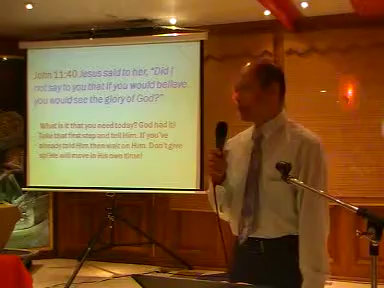 John 11:40 Jesus said to her, "Did I
not say to you that if you would believe
you would see the glory of God?"
What is it that you need today? God had it!
Take that first step and tell Him. If you've
already told Him then wait on Him. Don't give
up! He will move in His own time!